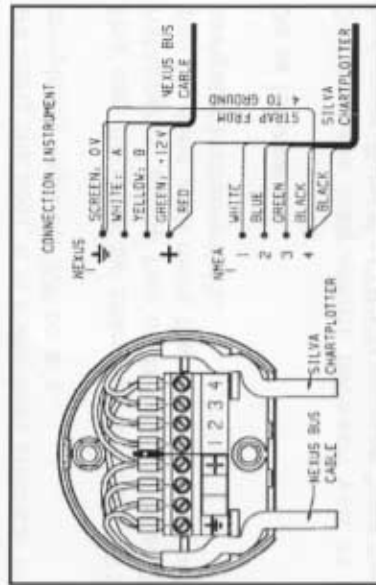 CONNECTION INSTRUMENT
NEXUS
SCREEN: 0V
WHITE: A
YELLOW: B
GREEN: +12V
+
RED
NEXUS BUS
CABLE
STRAP FROM
4 TO GROUND
NMEA
1 WHITE
2 BLUE
3 GREEN
4 BLACK
BLACK
SILVA
CHARTPLOTTER
+ 1 2 3 4
NEXUS BUS
CABLE
SILVA
CHARTPLOTTER